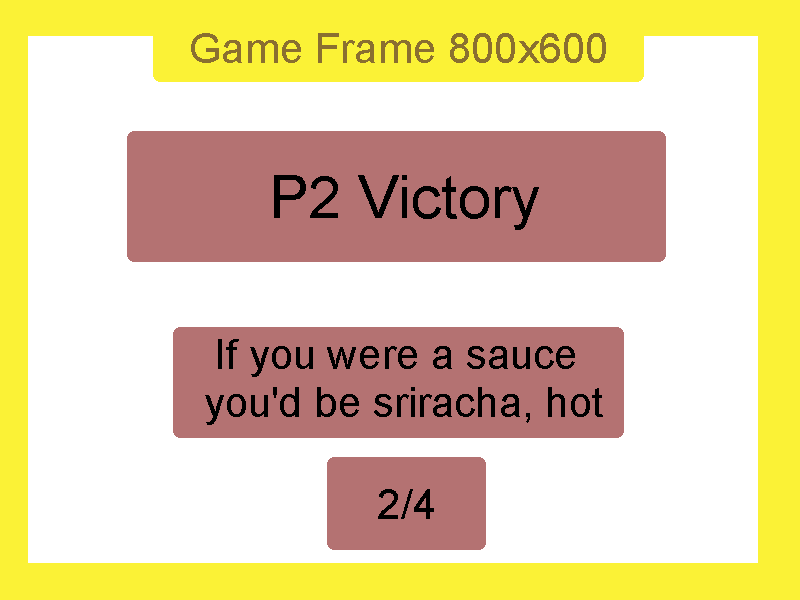 Game Frame 800x600
P2 Victory
If you were a sauce
you'd be sriracha, hot
2/4